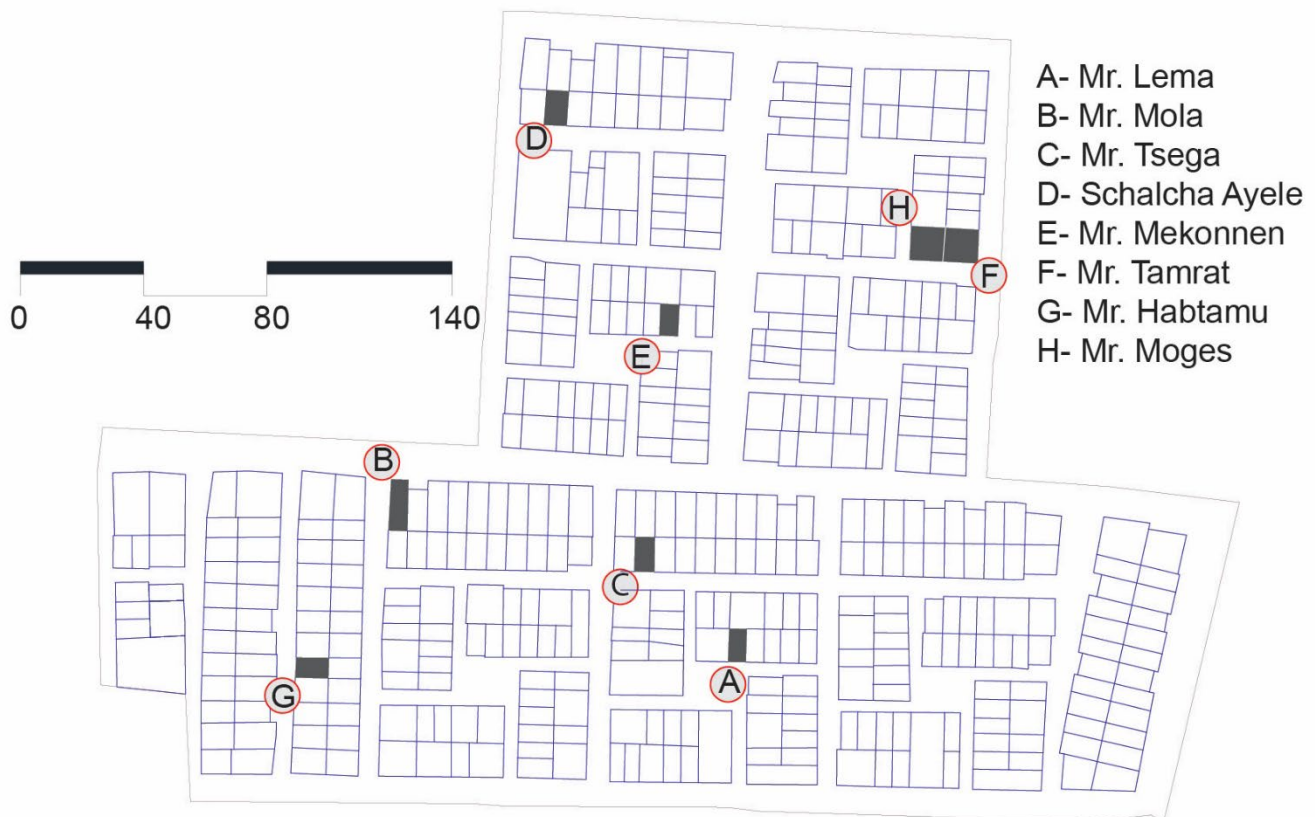 A- Mr. Lema
B- Mr. Mola
C- Mr. Tsega
D- Schalcha Ayele
E- Mr. Mekonnen
F- Mr. Tamrat
G- Mr. Habtamu
H- Mr. Moges
D
H
F
0 40 80 140
E
B
C
A
G